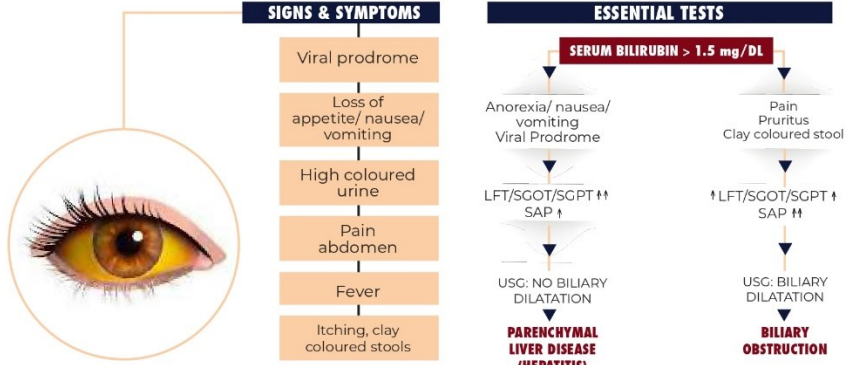 SIGNS & SYMPTOMS
Viral prodrome
Loss of
appetite/ nausea/
vomiting
High coloured
urine
Pain
abdomen
Fever
Itching, clay
coloured stools
ESSENTIAL TESTS
SERUM BILIRUBIN > 1.5 mg/DL
Anorexia/ nausea/
vomiting
Viral Prodrome
LFT/SGOT/SGPT ↑↑
SAP ↑
USG: NO BILIARY
DILATATION
PARENCHYMAL
LIVER DISEASE
(HEPATITIS)
Pain
Pruritus
Clay coloured stool
↑ LFT/SGOT/SGPT ↑
SAP ↑↑
USG: BILIARY
DILATATION
BILIARY
OBSTRUCTION